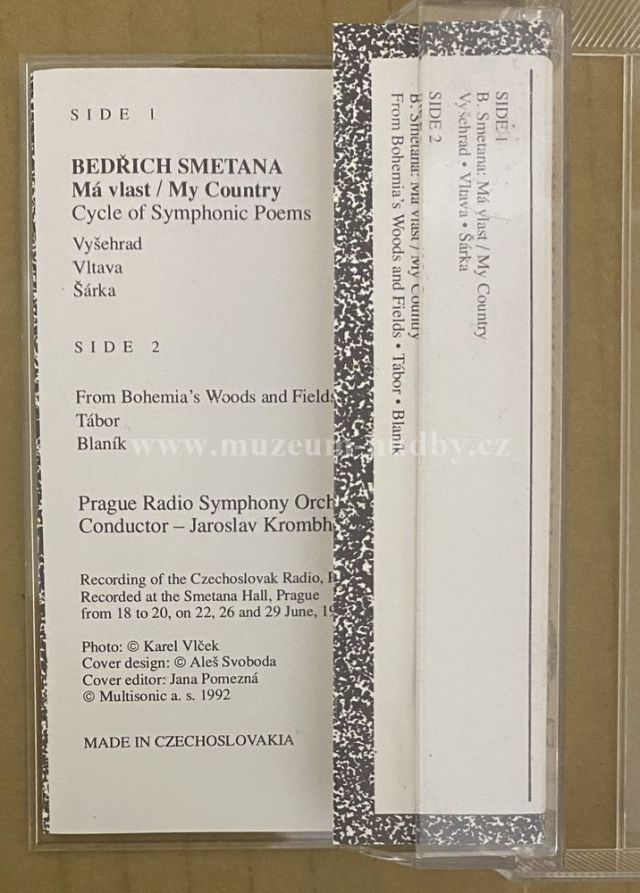 SIDE 1
BEDŘICH SMETANA
Má vlast / My Country
Cycle of Symphonic Poems
Vyšehrad
Vltava
Šárka
SIDE 2
From Bohemia's Woods and Fields
Tábor
Blaník
Prague Radio Symphony
Conductor – Jaroslav
Recording of the Czechoslovak Radio,
Recorded at the Smetana Hall, Prague
from 18 to 20, on 22, 26 and 29 June,
Photo: © Karel Vlček
Cover design: © Aleš Svoboda
Cover editor: Jana Pomezná
© Multisonic a. s. 1992
MADE IN CZECHOSLOVAKIA
SIDE 1
B. Smetana: Má vlast / My Country
Vyšehrad • Vltava • Šárka
SIDE 2
B. Smetana: Má vlast / My Country
From Bohemia's Woods and Fields • Tábor • Blaník
www.muzeum-hudby.cz